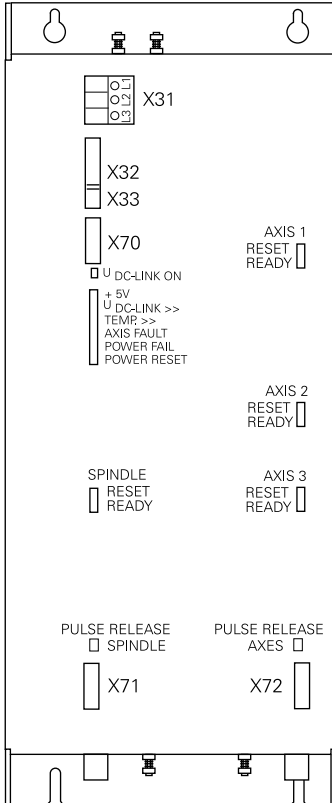 L1
L2
L3
X31
X32
X33
X70
U DC-LINK ON
+ 5V
U DC-LINK >>
TEMP. >>
AXIS FAULT
POWER FAIL
POWER RESET
AXIS 1
RESET
READY
AXIS 2
RESET
READY
SPINDLE
RESET
READY
AXIS 3
RESET
READY
PULSE RELEASE
SPINDLE
X71
PULSE RELEASE
AXES
X72